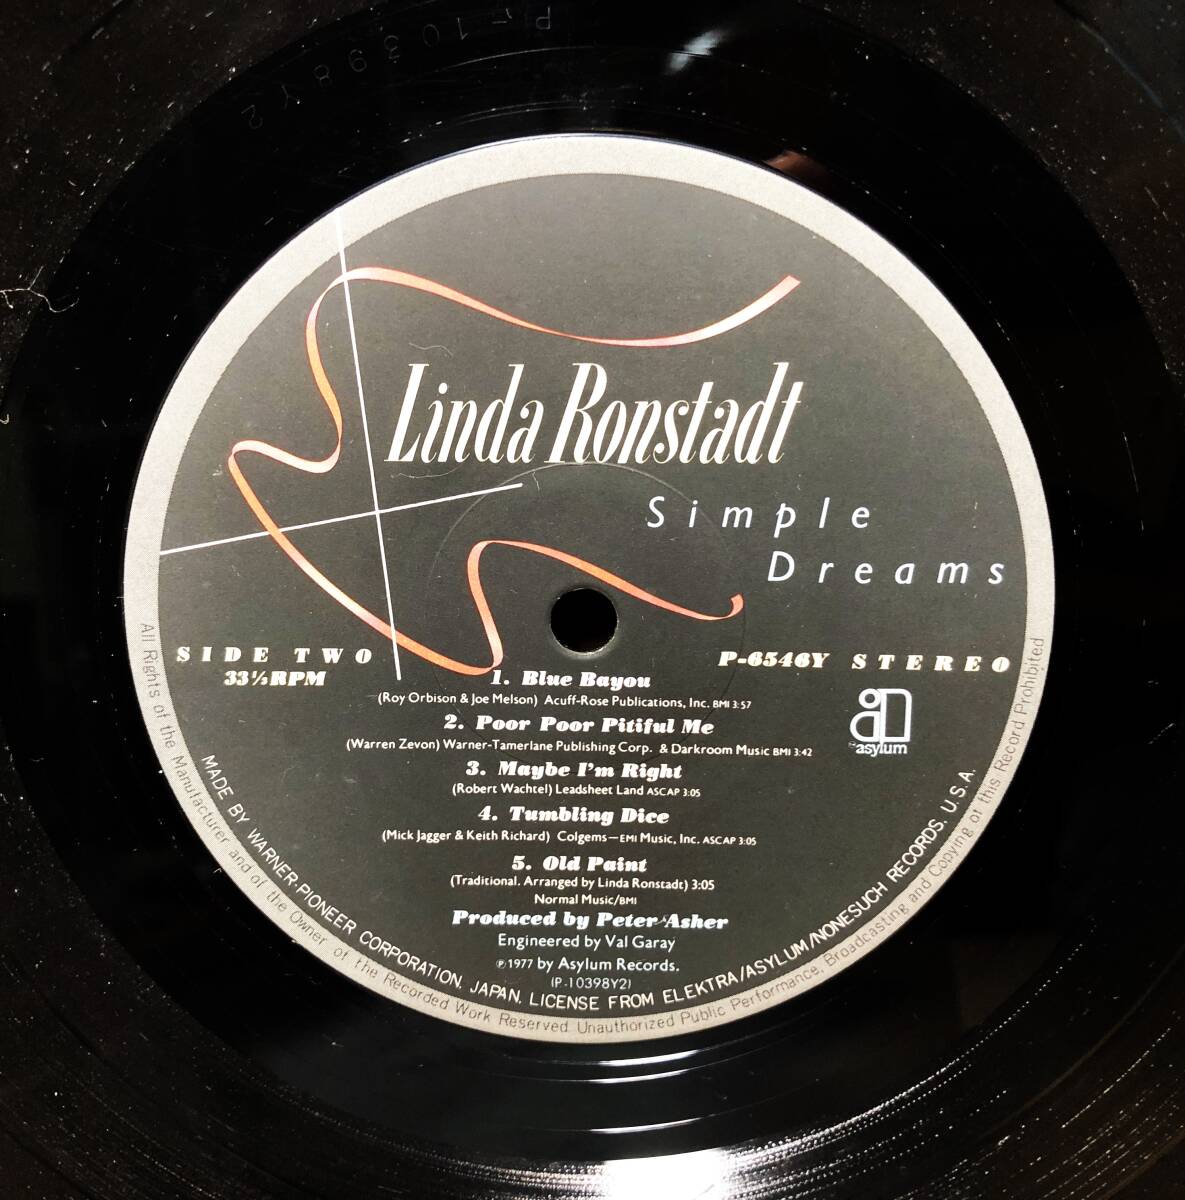 P-10398Y2
Linda Ronstadt
Simple
Dreams
SIDE TWO
33⅓RPM
P-6546Y STEREO
asylum
1. Blue Bayou
(Roy Orbison & Joe Melson) Acuff-Rose Publications, Inc. BMI 3:57
2. Poor Poor Pitiful Me
(Warren Zevon) Warner-Tamerlane Publishing Corp. & Darkroom Music BMI 3:42
3. Maybe I'm Right
(Robert Wachtel) Leadsheet Land ASCAP 3:05
4. Tumbling Dice
(Mick Jagger & Keith Richard) Colgems—EMI Music, Inc. ASCAP 3:05
5. Old Paint
(Traditional. Arranged by Linda Ronstadt) 3:05
Normal Music/BMI
Produced by Peter Asher
Engineered by Val Garay
℗1977 by Asylum Records.
(P-10398Y2)
MADE BY WARNER-PIONEER CORPORATION, JAPAN. LICENSE FROM ELEKTRA/ASYLUM/NONESUCH RECORDS. U.S.A.
All Rights of the Manufacturer and of the Owner of the Recorded Work Reserved Unauthorized Public Performance, Broadcasting and Copying of this Record Prohibited